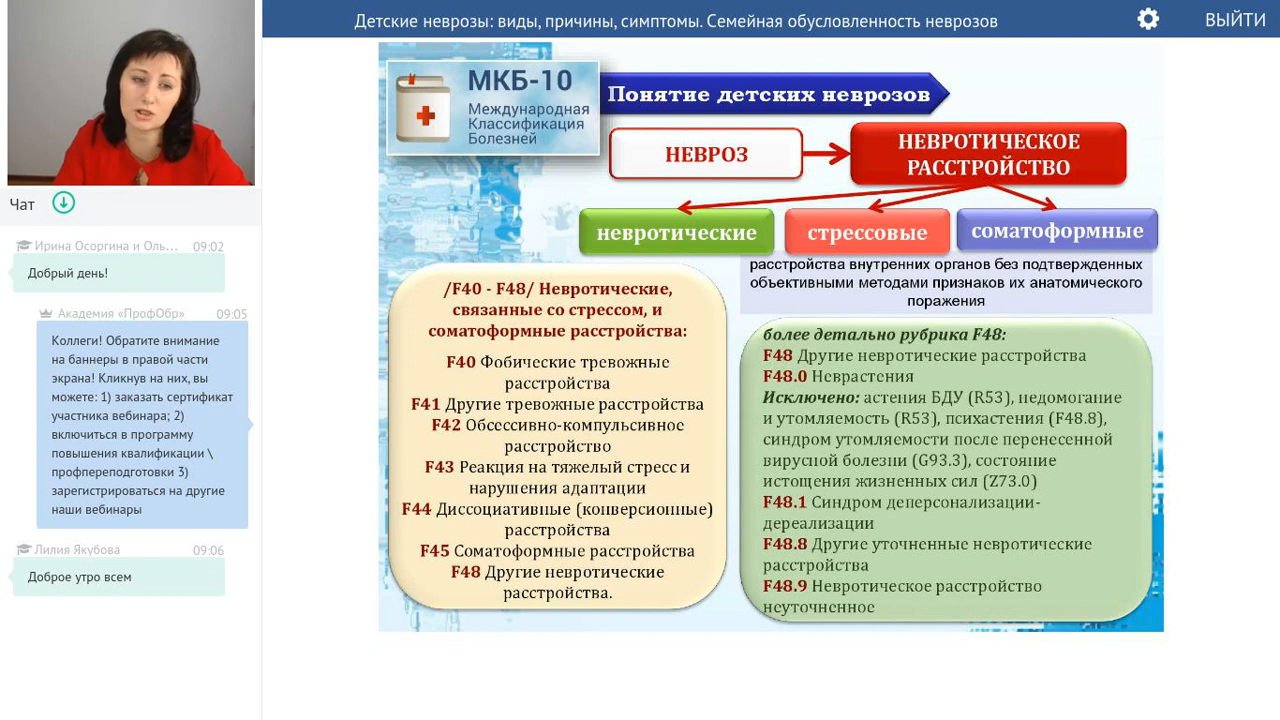 Детские неврозы: виды, причины, симптомы. Семейная обусловленность неврозов
ВЫЙТИ
Чат
Ирина Осоргина и Оль...
09:02
Добрый день!
Академия «ПрофОбр»
09:05
Коллеги! Обратите внимание
на баннеры в правой части
экрана! Кликнув на них, вы
можете: 1) заказать сертификат
участника вебинара; 2)
включиться в программу
повышения квалификации \
профпереподготовки 3)
зарегистрироваться на другие
наши вебинары
Лилия Якубова
09:06
Доброе утро всем
МКБ-10
Международная
Классификация
Болезней
Понятие детских неврозов
НЕВРОЗ
НЕВРОТИЧЕСКОЕ
РАССТРОЙСТВО
невротические
стрессовые
соматоформные
расстройства внутренних органов без подтвержденных
объективными методами признаков их анатомического
поражения
/F40 - F48/ Невротические,
связанные со стрессом, и
соматоформные расстройства:
F40 Фобические тревожные
расстройства
F41 Другие тревожные расстройства
F42 Обсессивно-компульсивное
расстройство
F43 Реакция на тяжелый стресс и
нарушения адаптации
F44 Диссоциативные (конверсионные)
расстройства
F45 Соматоформные расстройства
F48 Другие невротические
расстройства.
более детально рубрика F48:
F48 Другие невротические расстройства
F48.0 Неврастения
Исключено: астения БДУ (R53), недомогание
и утомляемость (R53), психастения (F48.8),
синдром утомляемости после перенесенной
вирусной болезни (G93.3), состояние
истощения жизненных сил (Z73.0)
F48.1 Синдром деперсонализации-
дереализации
F48.8 Другие уточненные невротические
расстройства
F48.9 Невротическое расстройство
неуточненное